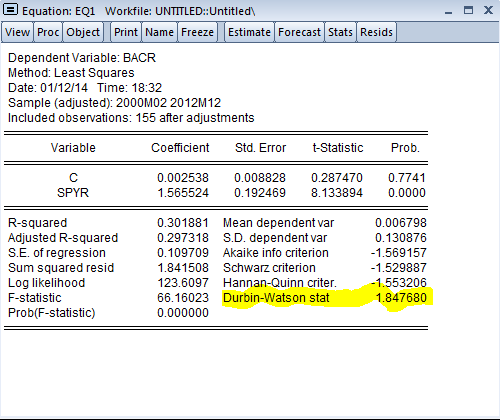 Equation: EQ1   Workfile: UNTITLED::Untitled\
View Proc Object Print Name Freeze Estimate Forecast Stats Resids
Dependent Variable: BACR
Method: Least Squares
Date: 01/12/14   Time: 18:32
Sample (adjusted): 2000M02 2012M12
Included observations: 155 after adjustments
Variable Coefficient Std. Error t-Statistic Prob.
C 0.002538 0.008828 0.287470 0.7741
SPYR 1.565524 0.192469 8.133894 0.0000
R-squared 0.301881 Mean dependent var 0.006798
Adjusted R-squared 0.297318 S.D. dependent var 0.130876
S.E. of regression 0.109709 Akaike info criterion -1.569157
Sum squared resid 1.841508 Schwarz criterion -1.529887
Log likelihood 123.6097 Hannan-Quinn criter. -1.553206
F-statistic 66.16023 Durbin-Watson stat 1.847680
Prob(F-statistic) 0.000000